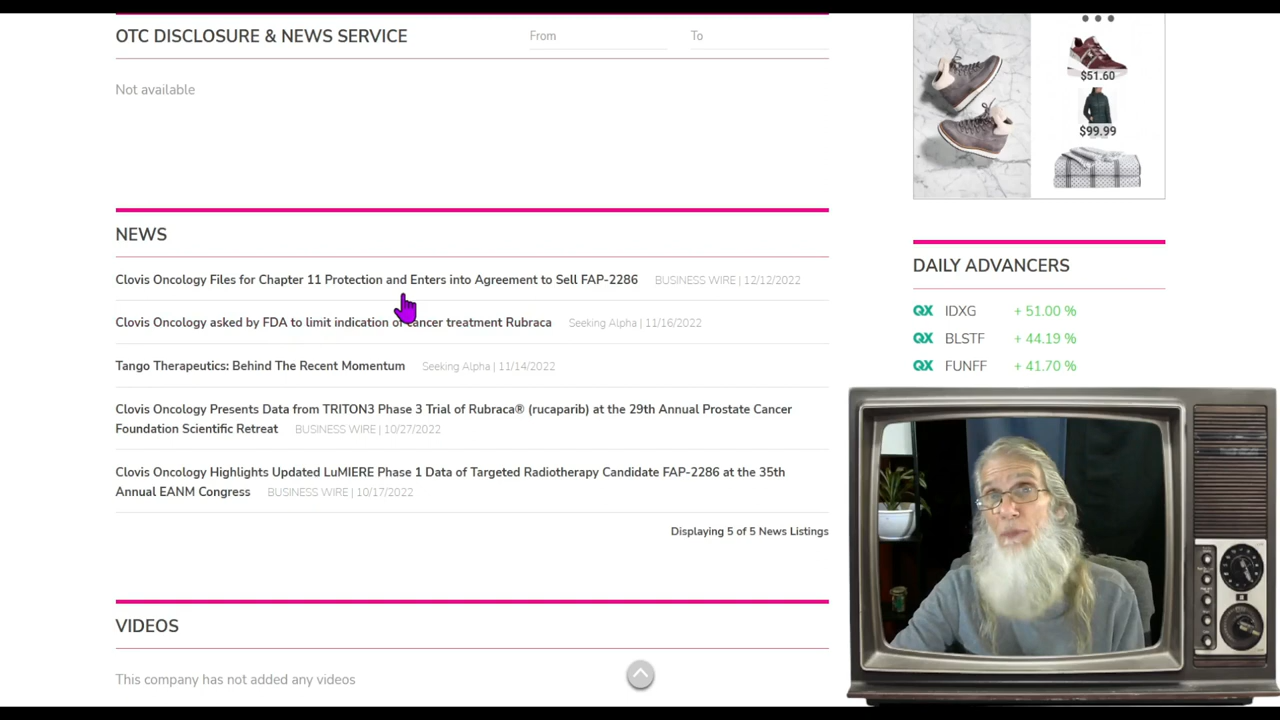 OTC DISCLOSURE & NEWS SERVICE
From
To
Not available
NEWS
Clovis Oncology Files for Chapter 11 Protection and Enters into Agreement to Sell FAP-2286 BUSINESS WIRE | 12/12/2022
Clovis Oncology asked by FDA to limit indication of cancer treatment Rubraca Seeking Alpha | 11/16/2022
Tango Therapeutics: Behind The Recent Momentum Seeking Alpha | 11/14/2022
Clovis Oncology Presents Data from TRITON3 Phase 3 Trial of Rubraca® (rucaparib) at the 29th Annual Prostate Cancer
Foundation Scientific Retreat BUSINESS WIRE | 10/27/2022
Clovis Oncology Highlights Updated LuMIERE Phase 1 Data of Targeted Radiotherapy Candidate FAP-2286 at the 35th
Annual EANM Congress BUSINESS WIRE | 10/17/2022
Displaying 5 of 5 News Listings
VIDEOS
This company has not added any videos
$51.60
$99.99
DAILY ADVANCERS
QX IDXG + 51.00 %
QX BLSTF + 44.19 %
QX FUNFF + 41.70 %